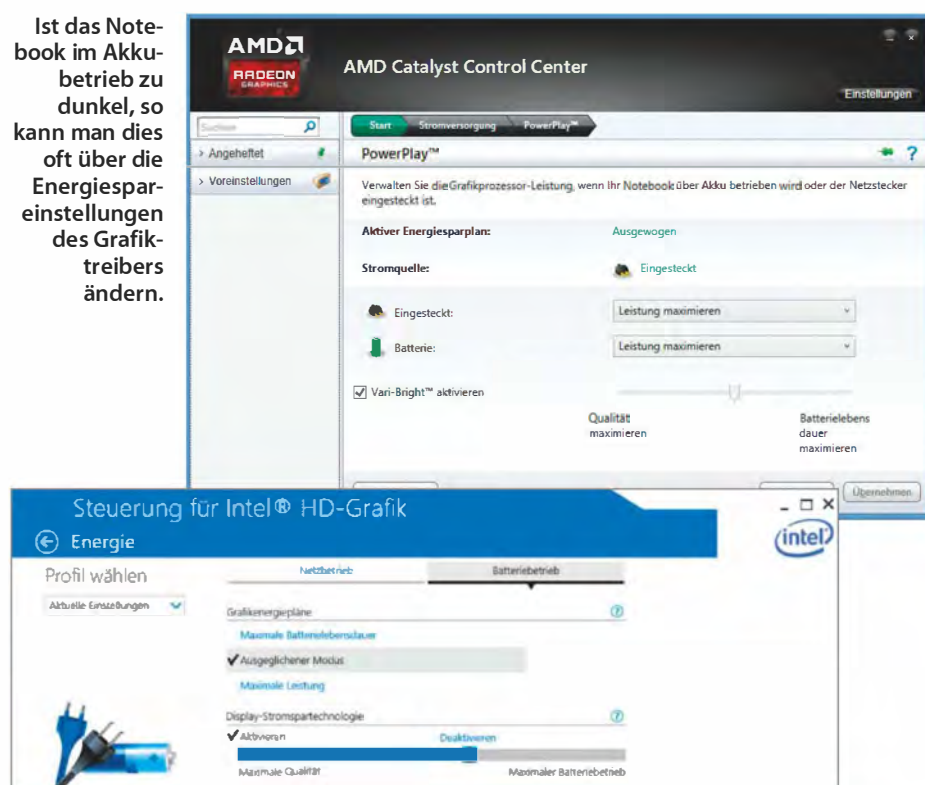 Ist das Note-
book im Akku-
betrieb zu
dunkel, so
kann man dies
oft über die
Energiespar-
einstellungen
des Grafik-
treibers
ändern.
AMD
RADEON
GRAPHICS
AMD Catalyst Control Center
Einstellungen
Suchen
Start Stromversorgung PowerPlay™
> Angeheftet
PowerPlay™
?
> Voreinstellungen
Verwalten Sie die Grafikprozessor-Leistung, wenn Ihr Notebook über Akku betrieben wird oder der Netzstecker
eingesteckt ist.
Aktiver Energiesparplan: Ausgewogen
Stromquelle: Eingesteckt
Eingesteckt: Leistung maximieren
Batterie: Leistung maximieren
Vari-Bright™ aktivieren
Qualität
maximieren
Batterielebens
dauer
maximieren
Übernehmen
Steuerung für Intel® HD-Grafik
Energie
intel
Profil wählen
Netzbetrieb Batteriebetrieb
Aktuelle Einstellungen
Grafikenergiepläne ?
Maximale Batterielebensdauer
Ausgeglichener Modus
Maximale Leistung
Display-Stromspartechnologie ?
Aktivieren Deaktivieren
Maximale Qualität Maximaler Batteriebetrieb